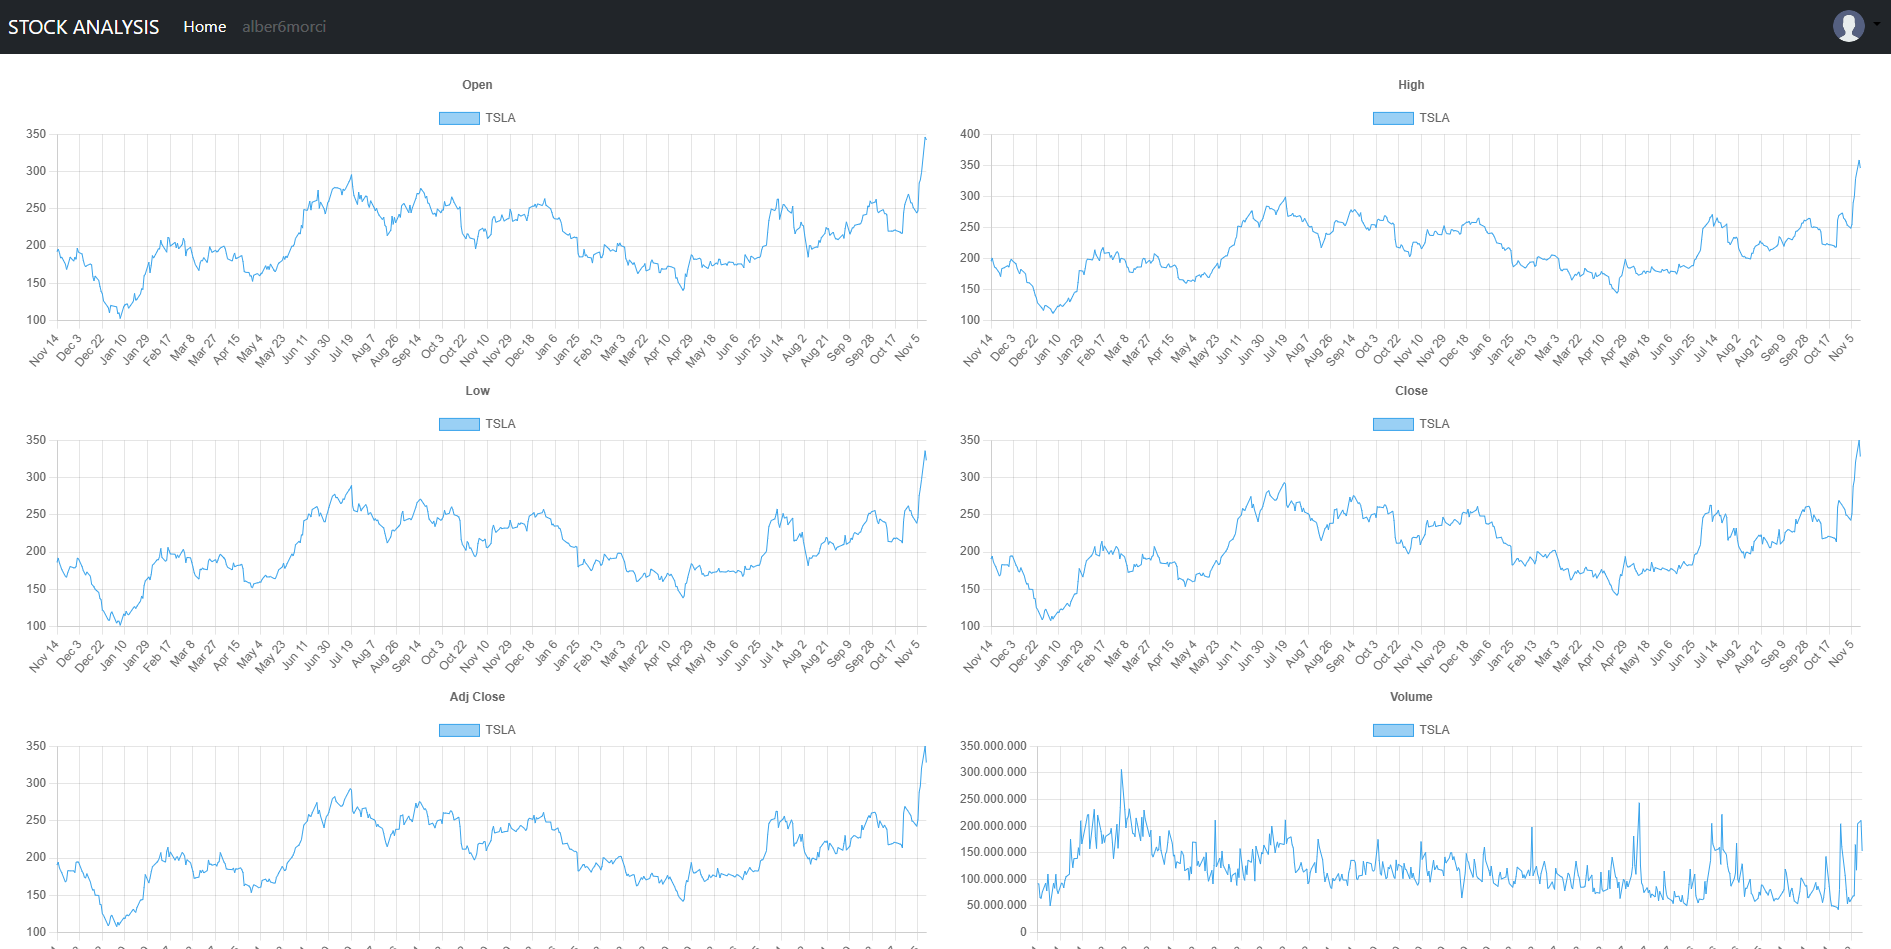 STOCK ANALYSIS Home alber6morci
Open
TSLA
350
300
250
200
150
100
Nov 14 Dec 3 Dec 22 Jan 10 Jan 29 Feb 17 Mar 8 Mar 27 Apr 15 May 4 May 23 Jun 11 Jun 30 Jul 19 Aug 7 Aug 26 Sep 14 Oct 3 Oct 22 Nov 10 Nov 29 Dec 18 Jan 6 Jan 25 Feb 13 Mar 3 Mar 22 Apr 10 Apr 29 May 18 Jun 6 Jun 25 Jul 14 Aug 2 Aug 21 Sep 9 Sep 28 Oct 17 Nov 5
High
TSLA
400
350
300
250
200
150
100
Nov 14 Dec 3 Dec 22 Jan 10 Jan 29 Feb 17 Mar 8 Mar 27 Apr 15 May 4 May 23 Jun 11 Jun 30 Jul 19 Aug 7 Aug 26 Sep 14 Oct 3 Oct 22 Nov 10 Nov 29 Dec 18 Jan 6 Jan 25 Feb 13 Mar 3 Mar 22 Apr 10 Apr 29 May 18 Jun 6 Jun 25 Jul 14 Aug 2 Aug 21 Sep 9 Sep 28 Oct 17 Nov 5
Low
TSLA
350
300
250
200
150
100
Nov 14 Dec 3 Dec 22 Jan 10 Jan 29 Feb 17 Mar 8 Mar 27 Apr 15 May 4 May 23 Jun 11 Jun 30 Jul 19 Aug 7 Aug 26 Sep 14 Oct 3 Oct 22 Nov 10 Nov 29 Dec 18 Jan 6 Jan 25 Feb 13 Mar 3 Mar 22 Apr 10 Apr 29 May 18 Jun 6 Jun 25 Jul 14 Aug 2 Aug 21 Sep 9 Sep 28 Oct 17 Nov 5
Close
TSLA
350
300
250
200
150
100
Nov 14 Dec 3 Dec 22 Jan 10 Jan 29 Feb 17 Mar 8 Mar 27 Apr 15 May 4 May 23 Jun 11 Jun 30 Jul 19 Aug 7 Aug 26 Sep 14 Oct 3 Oct 22 Nov 10 Nov 29 Dec 18 Jan 6 Jan 25 Feb 13 Mar 3 Mar 22 Apr 10 Apr 29 May 18 Jun 6 Jun 25 Jul 14 Aug 2 Aug 21 Sep 9 Sep 28 Oct 17 Nov 5
Adj Close
TSLA
350
300
250
200
150
100
Volume
TSLA
350.000.000
300.000.000
250.000.000
200.000.000
150.000.000
100.000.000
50.000.000
0